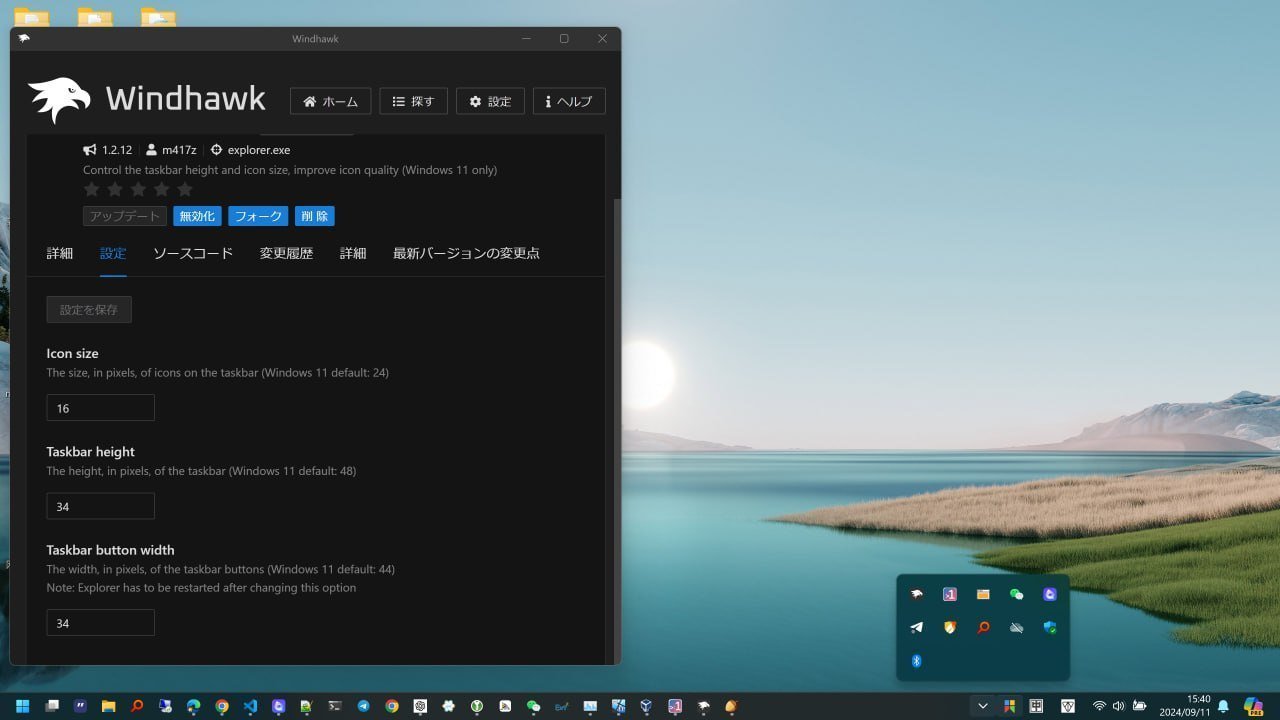 Windhawk
Windhawk
ホーム
探す
設定
ヘルプ
1.2.12 m417z explorer.exe
Control the taskbar height and icon size, improve icon quality (Windows 11 only)
アップデート 無効化 フォーク 削 除
詳細 設定 ソースコード 変更履歴 詳細 最新バージョンの変更点
設定を保存
Icon size
The size, in pixels, of icons on the taskbar (Windows 11 default: 24)
16
Taskbar height
The height, in pixels, of the taskbar (Windows 11 default: 48)
34
Taskbar button width
The width, in pixels, of the taskbar buttons (Windows 11 default: 44)
Note: Explorer has to be restarted after changing this option
34
15:40
2024/09/11
PRE